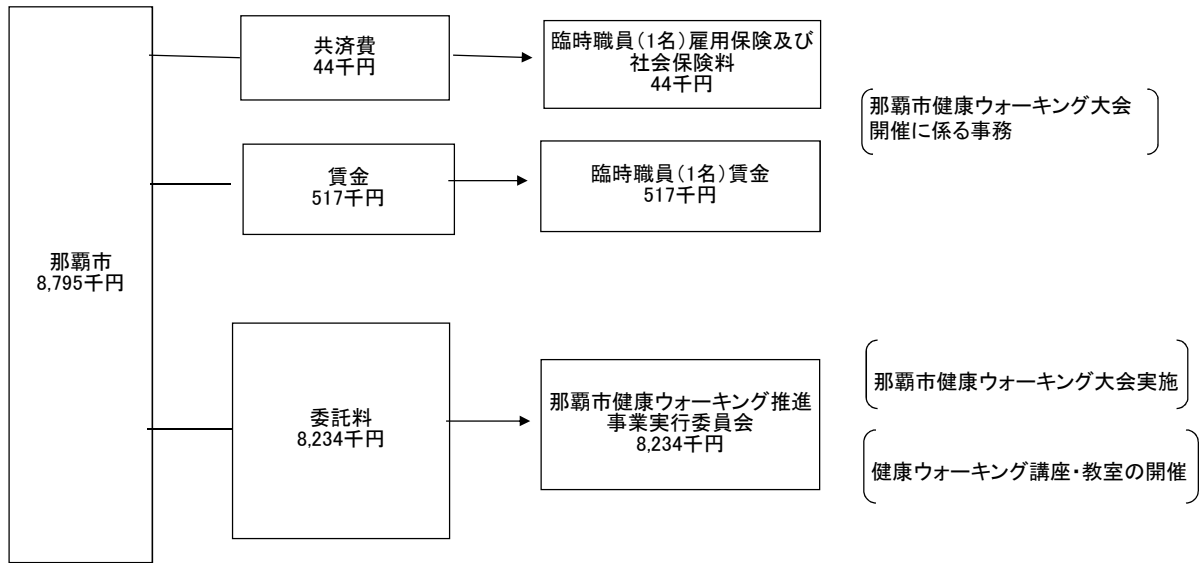 共済費
44千円
臨時職員(1名)雇用保険及び
社会保険料
44千円
那覇市健康ウォーキング大会
開催に係る事務
賃金
517千円
臨時職員(1名)賃金
517千円
那覇市
8,795千円
委託料
8,234千円
那覇市健康ウォーキング推進
事業実行委員会
8,234千円
那覇市健康ウォーキング大会実施
健康ウォーキング講座・教室の開催